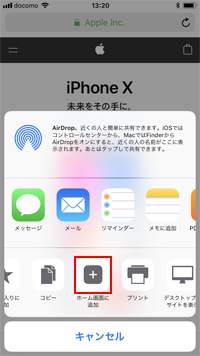 docomo 13:20
Apple Inc.
iPhone X
未来をその手に。
AirDrop。近くの人と簡単に共有できます。iOSでは
コントロールセンターから、MacではFinderから
AirDropをオンにすると、近くの人の名前がここに表
示されます。あとはタップして共有できます。
メッセージ
メール
リマインダー
メモに追加
PD
入りに
加
コピー
ホーム画面に
追加
プリント
デスクトップ
サイトを表示
キャンセル